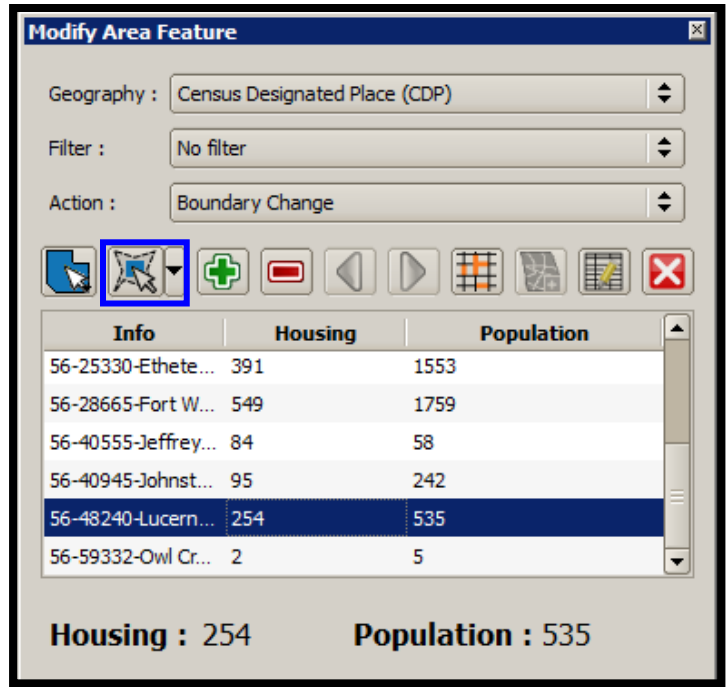 Modify Area Feature
Geography : Census Designated Place (CDP)
Filter : No filter
Action : Boundary Change
Info Housing Population
56-25330-Ethete... 391 1553
56-28665-Fort W... 549 1759
56-40555-Jeffrey... 84 58
56-40945-Johnst... 95 242
56-48240-Lucern... 254 535
56-59332-Owl Cr... 2 5
Housing : 254 Population : 535